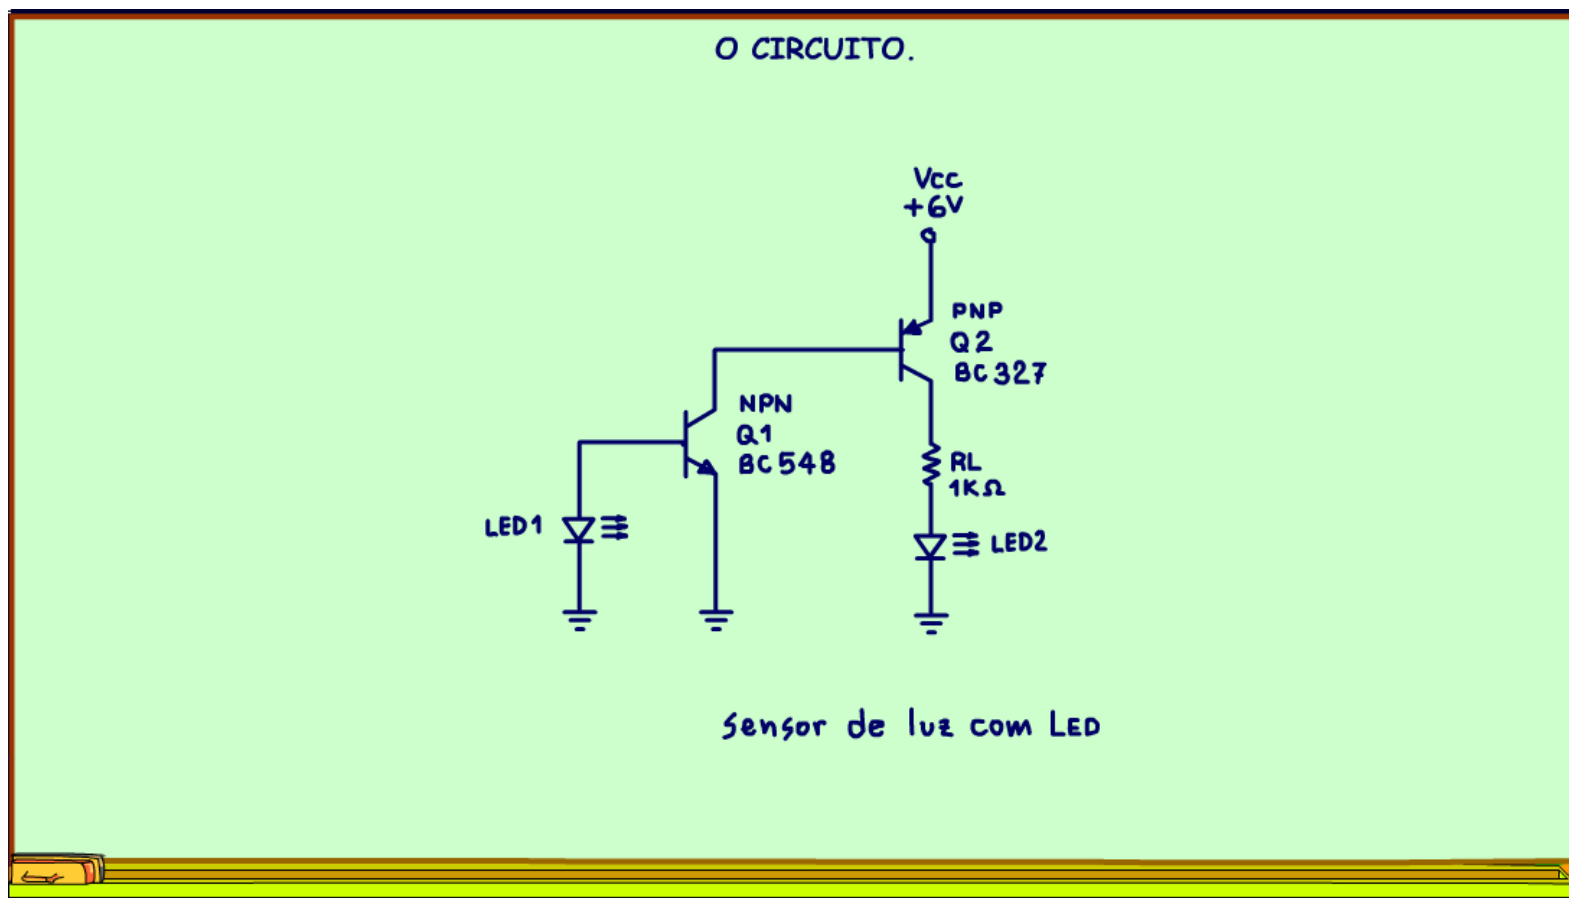 O CIRCUITO.
Vcc
+6V
PNP
Q2
BC327
NPN
Q1
BC548
RL
1KΩ
LED1
LED2
Sensor de luz com LED